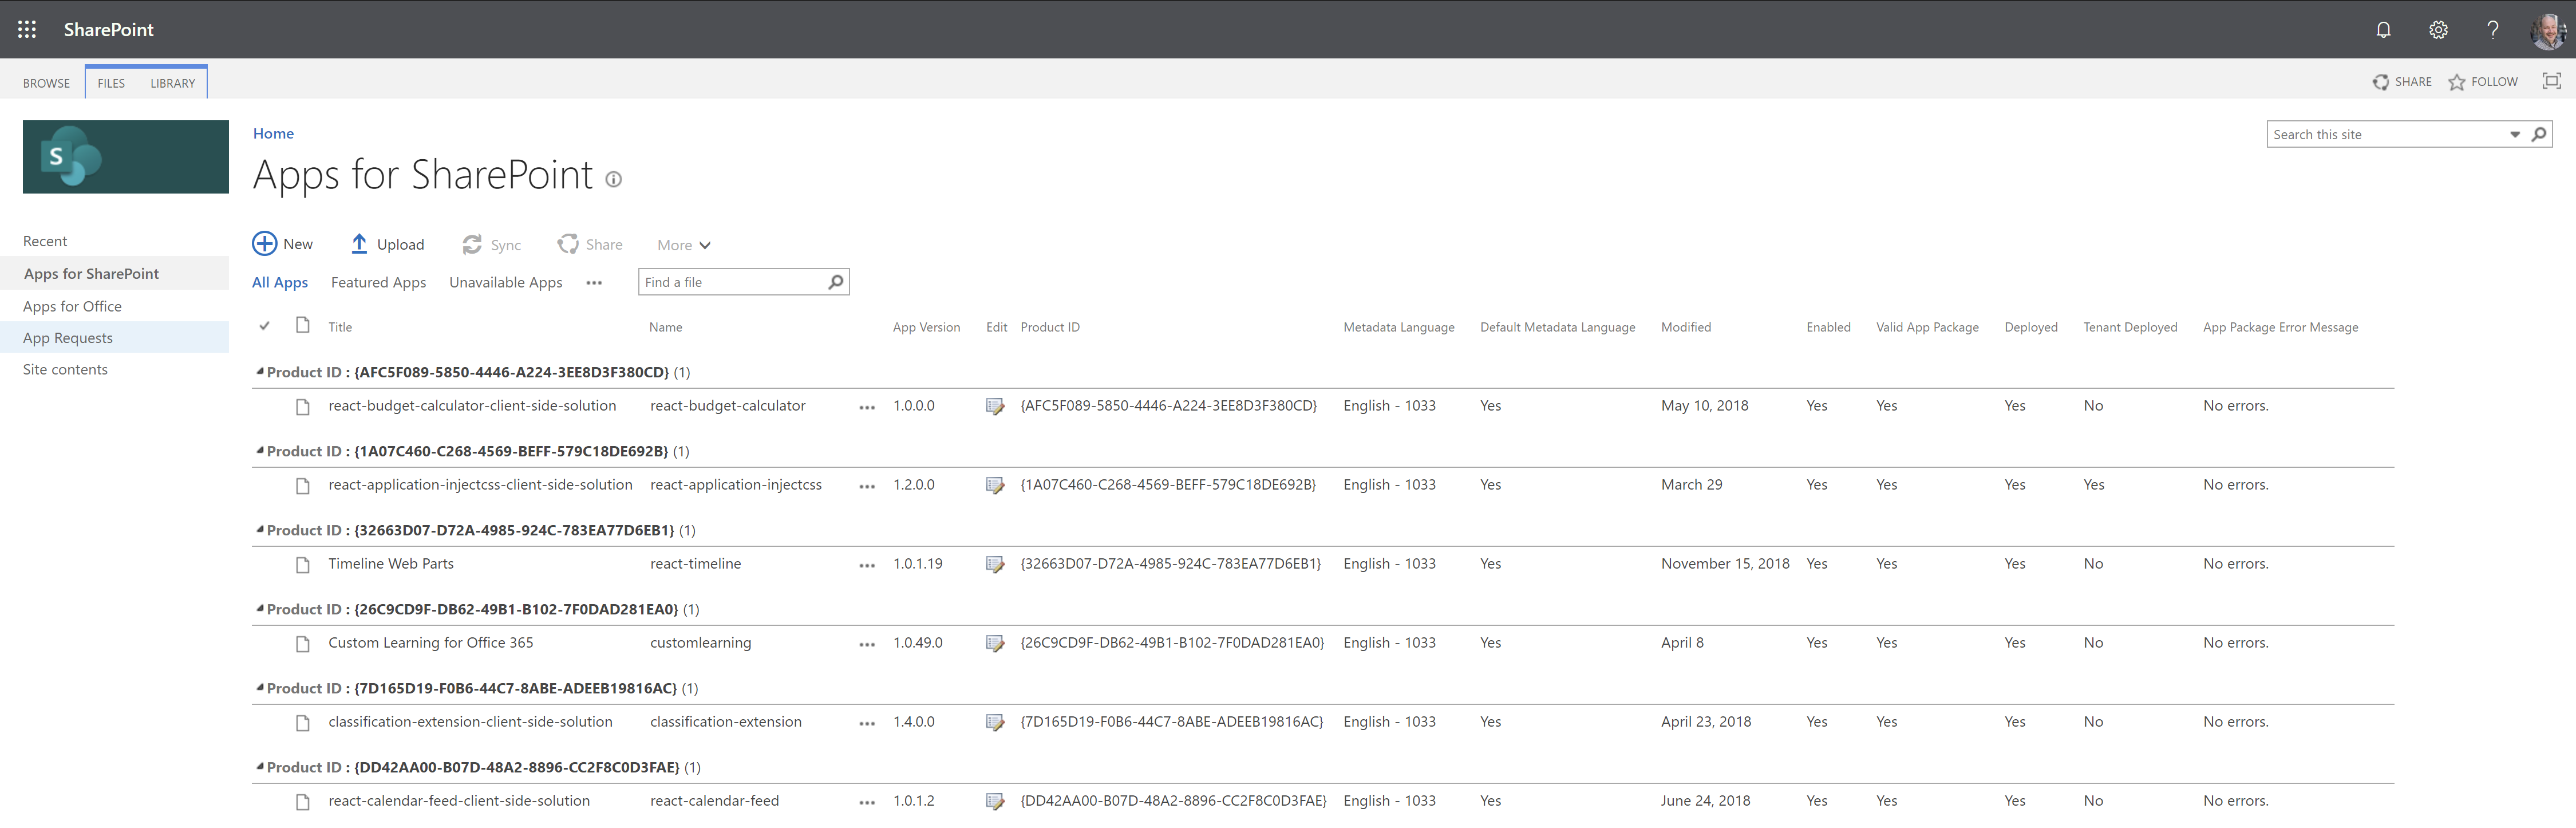 SharePoint
BROWSE FILES LIBRARY SHARE FOLLOW
S
Home
Search this site
Apps for SharePoint
Recent
Apps for SharePoint
Apps for Office
App Requests
Site contents
New Upload Sync Share More
All Apps Featured Apps Unavailable Apps ... Find a file
Title Name App Version Edit Product ID Metadata Language Default Metadata Language Modified Enabled Valid App Package Deployed Tenant Deployed App Package Error Message
Product ID : {AFC5F089-5850-4446-A224-3EE8D3F380CD} (1)
react-budget-calculator-client-side-solution react-budget-calculator ... 1.0.0.0 {AFC5F089-5850-4446-A224-3EE8D3F380CD} English - 1033 Yes May 10, 2018 Yes Yes Yes No No errors.
Product ID : {1A07C460-C268-4569-BEFF-579C18DE692B} (1)
react-application-injectcss-client-side-solution react-application-injectcss ... 1.2.0.0 {1A07C460-C268-4569-BEFF-579C18DE692B} English - 1033 Yes March 29 Yes Yes Yes Yes No errors.
Product ID : {32663D07-D72A-4985-924C-783EA77D6EB1} (1)
Timeline Web Parts react-timeline ... 1.0.1.19 {32663D07-D72A-4985-924C-783EA77D6EB1} English - 1033 Yes November 15, 2018 Yes Yes Yes No No errors.
Product ID : {26C9CD9F-DB62-49B1-B102-7F0DAD281EA0} (1)
Custom Learning for Office 365 customlearning ... 1.0.49.0 {26C9CD9F-DB62-49B1-B102-7F0DAD281EA0} English - 1033 Yes April 8 Yes Yes Yes No No errors.
Product ID : {7D165D19-F0B6-44C7-8ABE-ADEEB19816AC} (1)
classification-extension-client-side-solution classification-extension ... 1.4.0.0 {7D165D19-F0B6-44C7-8ABE-ADEEB19816AC} English - 1033 Yes April 23, 2018 Yes Yes Yes No No errors.
Product ID : {DD42AA00-B07D-48A2-8896-CC2F8C0D3FAE} (1)
react-calendar-feed-client-side-solution react-calendar-feed ... 1.0.1.2 {DD42AA00-B07D-48A2-8896-CC2F8C0D3FAE} English - 1033 Yes June 24, 2018 Yes Yes Yes No No errors.